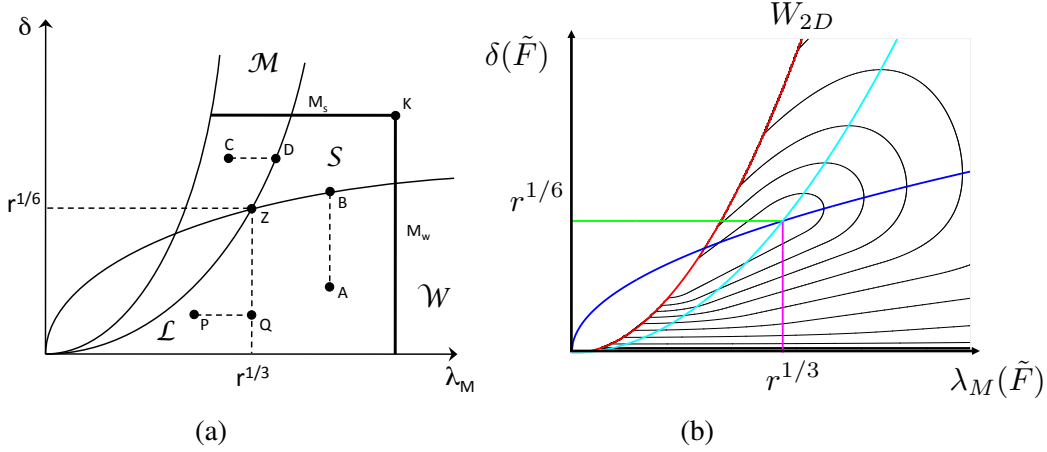 δ
ℳ
M_s
K
C
D
𝒮
r^{1/6}
Z
B
M_w
A
𝒲
P
Q
ℒ
r^{1/3}
λ_M
(a)
W_{2D}
δ(F̃)
r^{1/6}
r^{1/3}
λ_M(F̃)
(b)